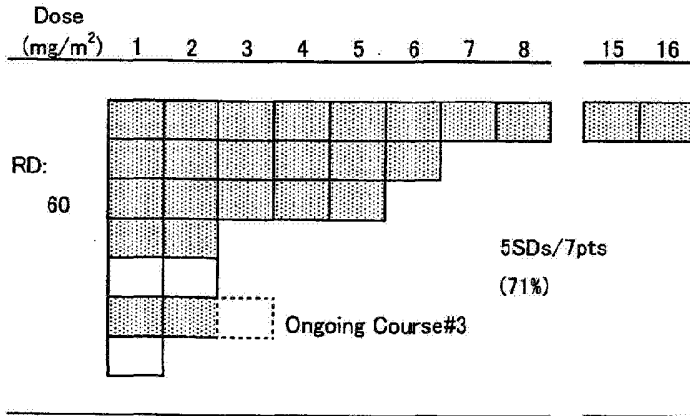 Dose
(mg/m²) 1 2 3 4 5 6 7 8 15 16
RD:
60
5SDs/7pts
(71%)
Ongoing Course#3